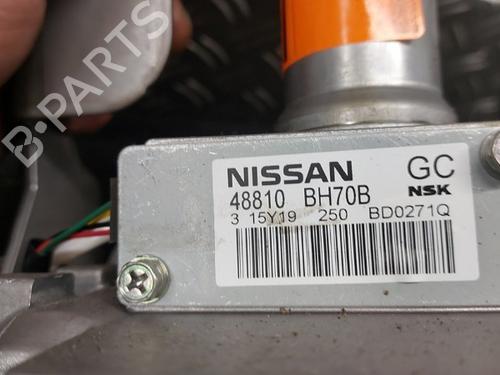 B-PARTS
NISSAN GC
48810 BH70B NSK
3 15Y19 250 BD0271Q